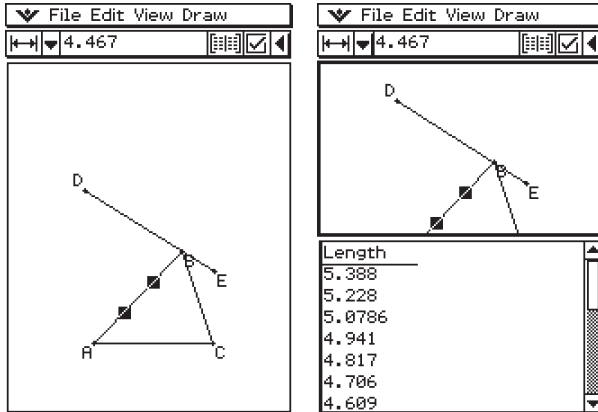 File Edit View Draw
4.467
D
B
E
A
C
File Edit View Draw
4.467
D
B
E
Length
5.388
5.228
5.0786
4.941
4.817
4.706
4.609